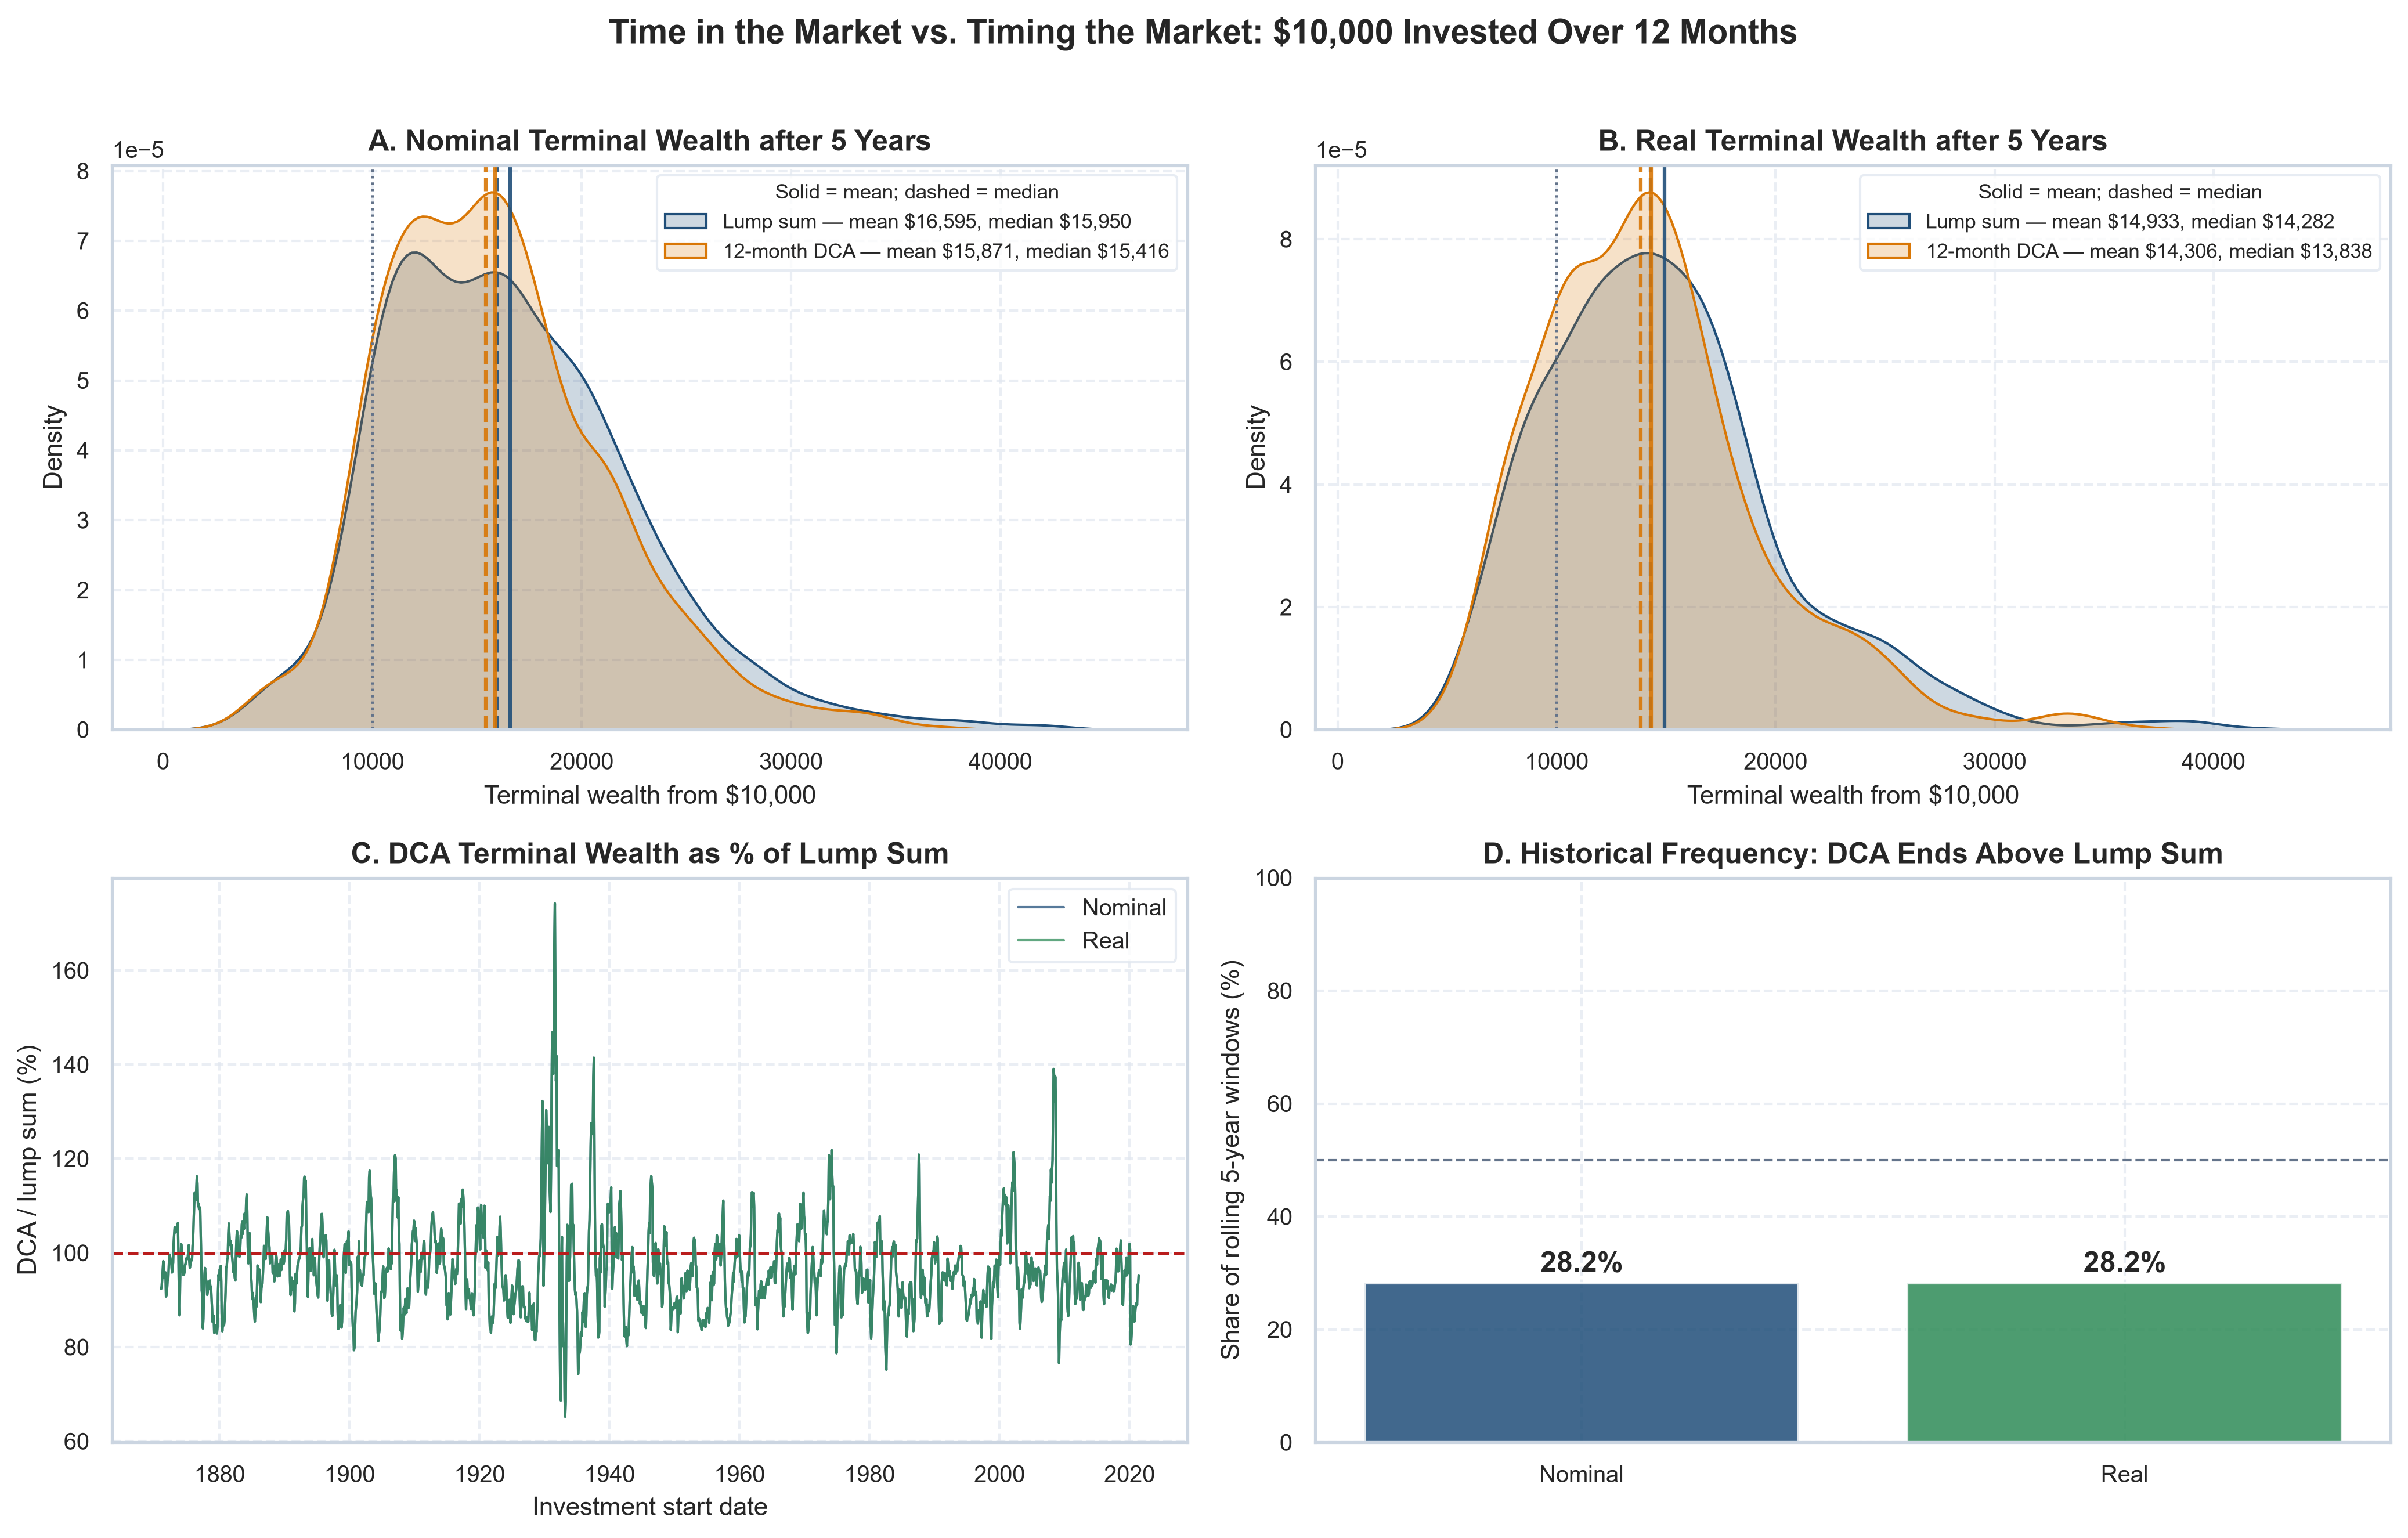 Time in the Market vs. Timing the Market: $10,000 Invested Over 12 Months
A. Nominal Terminal Wealth after 5 Years
1e−5
8
7
6
5
4
3
2
1
0
Density
Solid = mean; dashed = median
Lump sum — mean $16,595, median $15,950
12-month DCA — mean $15,871, median $15,416
0
10000
20000
30000
40000
Terminal wealth from $10,000
B. Real Terminal Wealth after 5 Years
1e−5
8
6
4
2
0
Density
Solid = mean; dashed = median
Lump sum — mean $14,933, median $14,282
12-month DCA — mean $14,306, median $13,838
0
10000
20000
30000
40000
Terminal wealth from $10,000
C. DCA Terminal Wealth as % of Lump Sum
160
140
120
100
80
60
DCA / lump sum (%)
Nominal
Real
1880
1900
1920
1940
1960
1980
2000
2020
Investment start date
D. Historical Frequency: DCA Ends Above Lump Sum
100
80
60
40
20
0
Share of rolling 5-year windows (%)
28.2%
28.2%
Nominal
Real